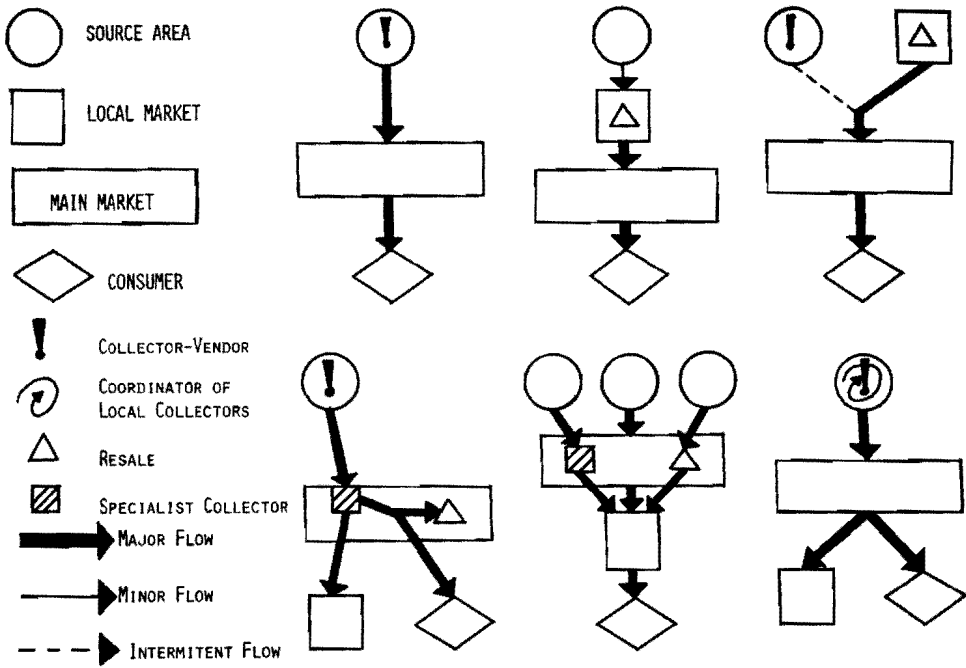 SOURCE AREA
LOCAL MARKET
MAIN MARKET
CONSUMER
! COLLECTOR-VENDOR
COORDINATOR OF
LOCAL COLLECTORS
RESALE
SPECIALIST COLLECTOR
MAJOR FLOW
MINOR FLOW
INTERMITENT FLOW
!
!
!
!